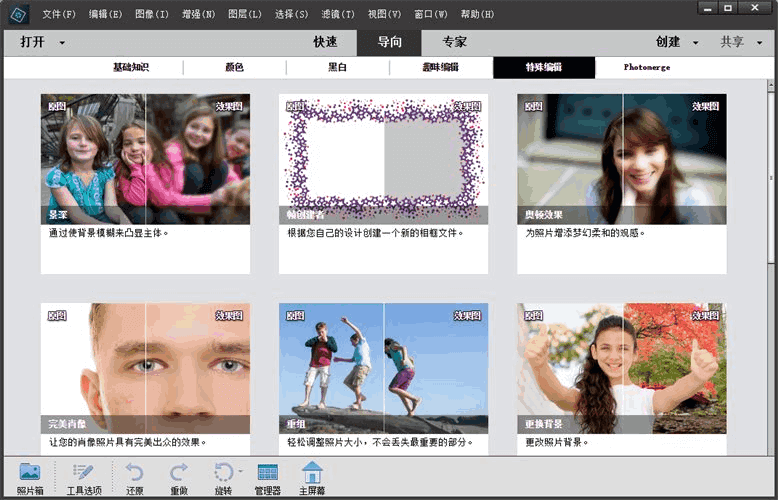 文件(F) 编辑(E) 图像(I) 增强(N) 图层(L) 选择(S) 滤镜(T) 视图(V) 窗口(W) 帮助(H)
打开 快速 导向 专家 创建 共享
基础知识 颜色 黑白 趣味编辑 特殊编辑 Photomerge
原图 效果图 原图 效果图 原图 效果图
景深 帧创建者 奥顿效果
通过使背景模糊来凸显主体。 根据您自己的设计创建一个新的相框文件。 为照片增添梦幻柔和的观感。
原图 效果图 原图 效果图 原图 效果图
完美肖像 重组 更换背景
让您的肖像照片具有完美出众的效果。 轻松调整照片大小，不会丢失最重要的部分。 更改照片背景。
照片箱 工具选项 还原 重做 旋转 管理器 主屏幕